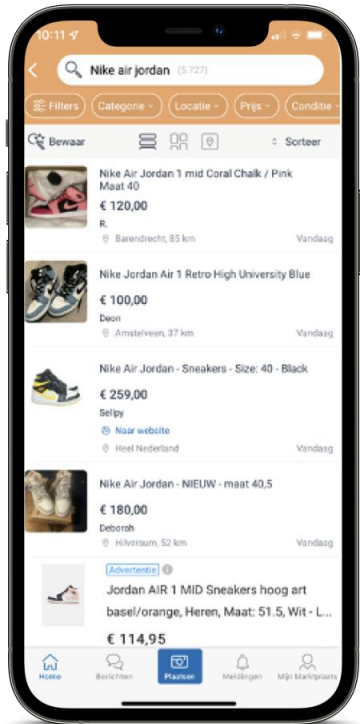 10:11
Nike air jordan (5.727)
Filters Categorie Locatie Prijs Conditie
Bewaar Sorteer
Nike Air Jordan 1 mid Coral Chalk / Pink
Maat 40
€ 120,00
R.
Barendrecht, 85 km Vandaag
Nike Jordan Air 1 Retro High University Blue
€ 100,00
Deon
Amstelveen, 37 km Vandaag
Nike Air Jordan - Sneakers - Size: 40 - Black
€ 259,00
Sellpy
Naar website
Heel Nederland Vandaag
Nike Air Jordan - NIEUW - maat 40,5
€ 180,00
Deborah
Hilversum, 52 km Vandaag
Advertentie
Jordan AIR 1 MID Sneakers hoog art
basel/orange, Heren, Maat: 51.5, Wit - L...
€ 114,95
Home Berichten Plaatsen Meldingen Mijn Marktplaats